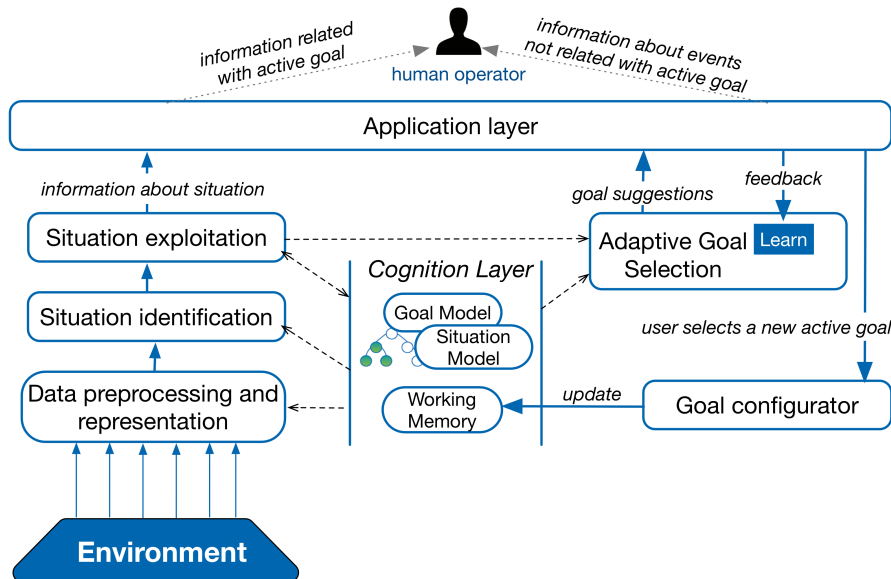 information related
with active goal
information about events
not related with active goal
human operator
Application layer
information about situation
goal suggestions
feedback
Situation exploitation
Adaptive Goal
Selection
Learn
Cognition Layer
Goal Model
Situation
Model
Situation identification
user selects a new active goal
Data preprocessing and
representation
Working
Memory
update
Goal configurator
Environment